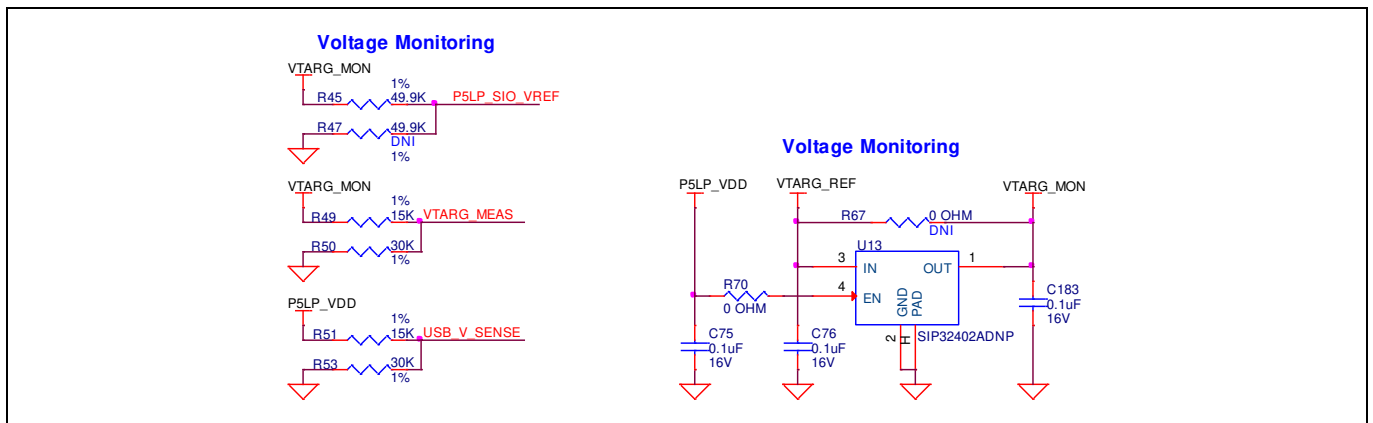 Voltage Monitoring
VTARG_MON
1%
R45 49.9K P5LP_SIO_VREF
R47 49.9K
DNI
1%
VTARG_MON
1%
R49 15K VTARG_MEAS
R50 30K
1%
P5LP_VDD
1%
R51 15K USB_V_SENSE
R53 30K
1%
Voltage Monitoring
P5LP_VDD VTARG_REF VTARG_MON
R67 0 OHM
DNI
U13
3 IN OUT 1
R70 4 EN
0 OHM
GND
PAD
2 H SIP32402ADNP
C75
0.1uF
16V
C76
0.1uF
16V
C183
0.1uF
16V